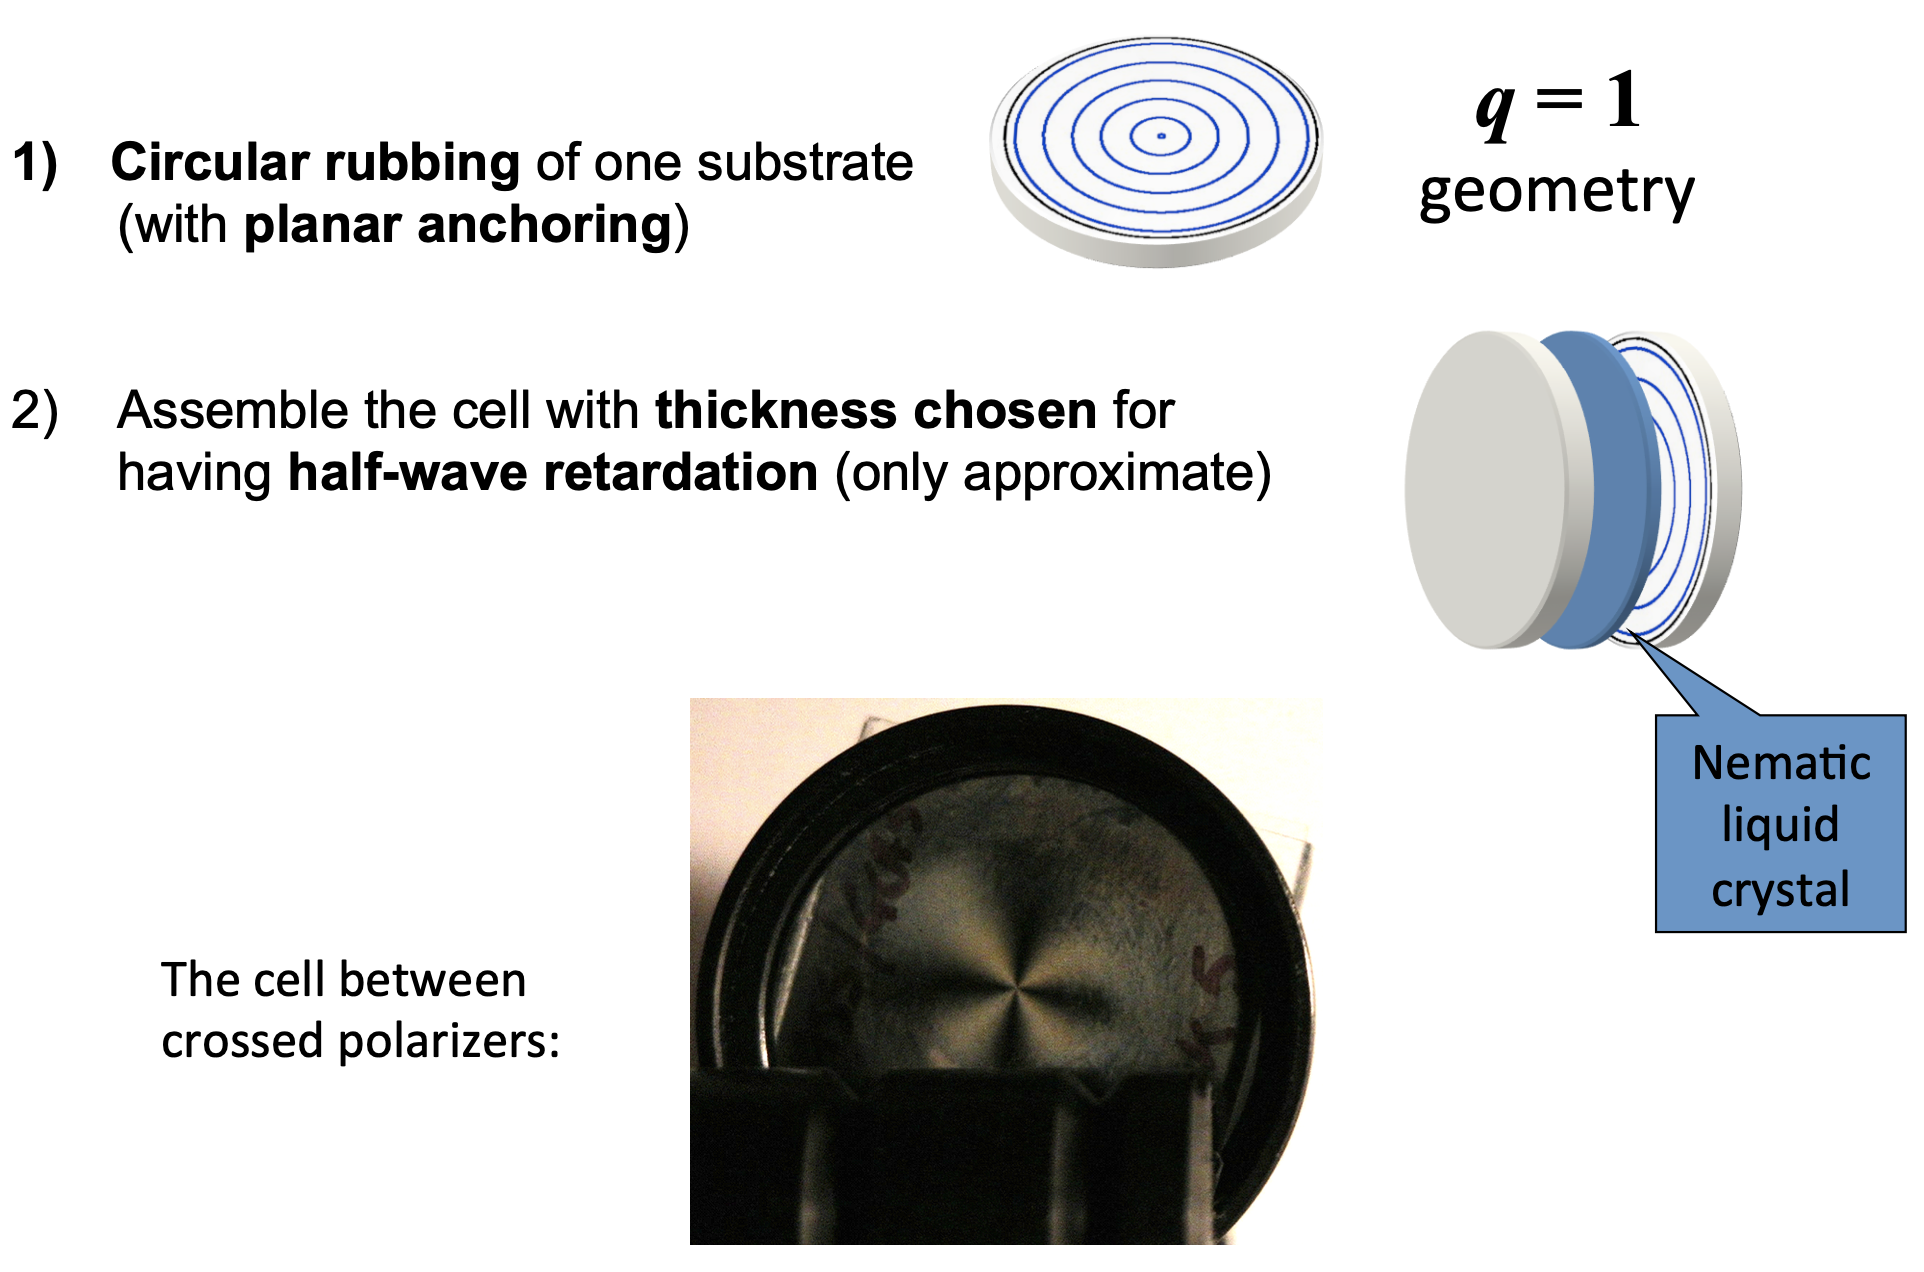 q = 1
geometry
1) Circular rubbing of one substrate
(with planar anchoring)
2) Assemble the cell with thickness chosen for
having half-wave retardation (only approximate)
Nematic
liquid
crystal
The cell between
crossed polarizers: